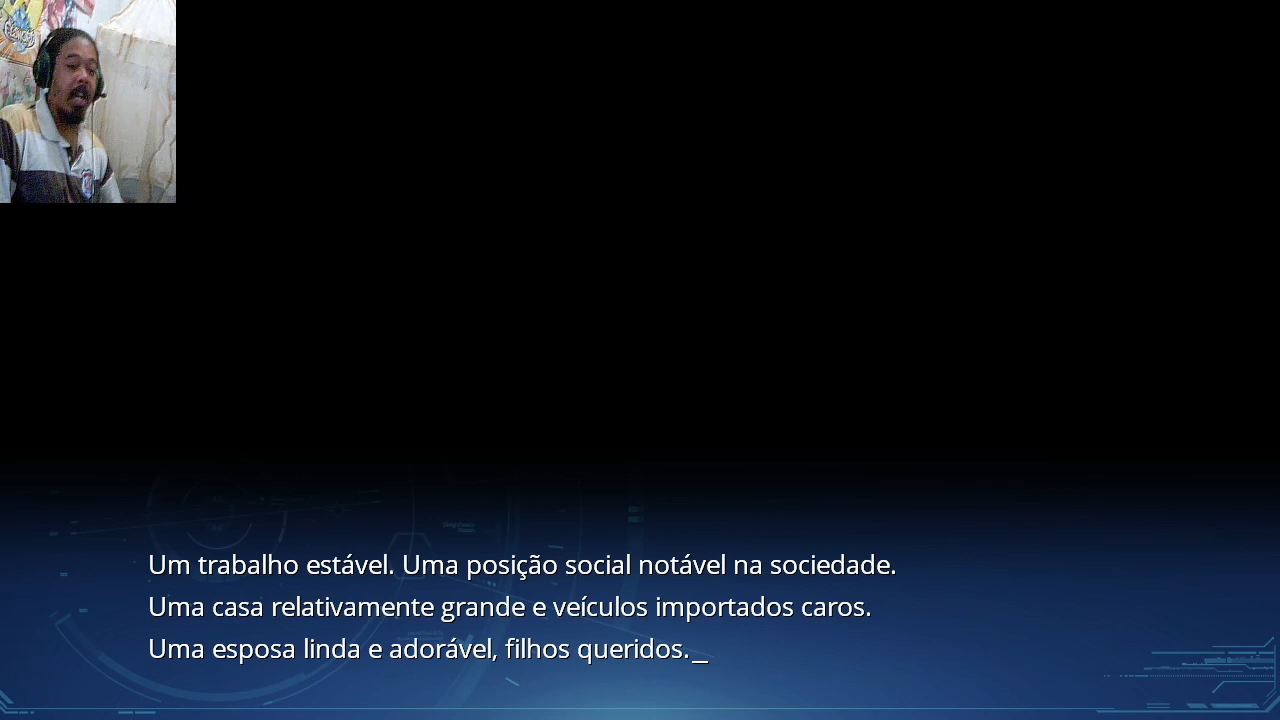 Um trabalho estável. Uma posição social notável na sociedade.
Uma casa relativamente grande e veículos importados caros.
Uma esposa linda e adorável, filhos queridos._